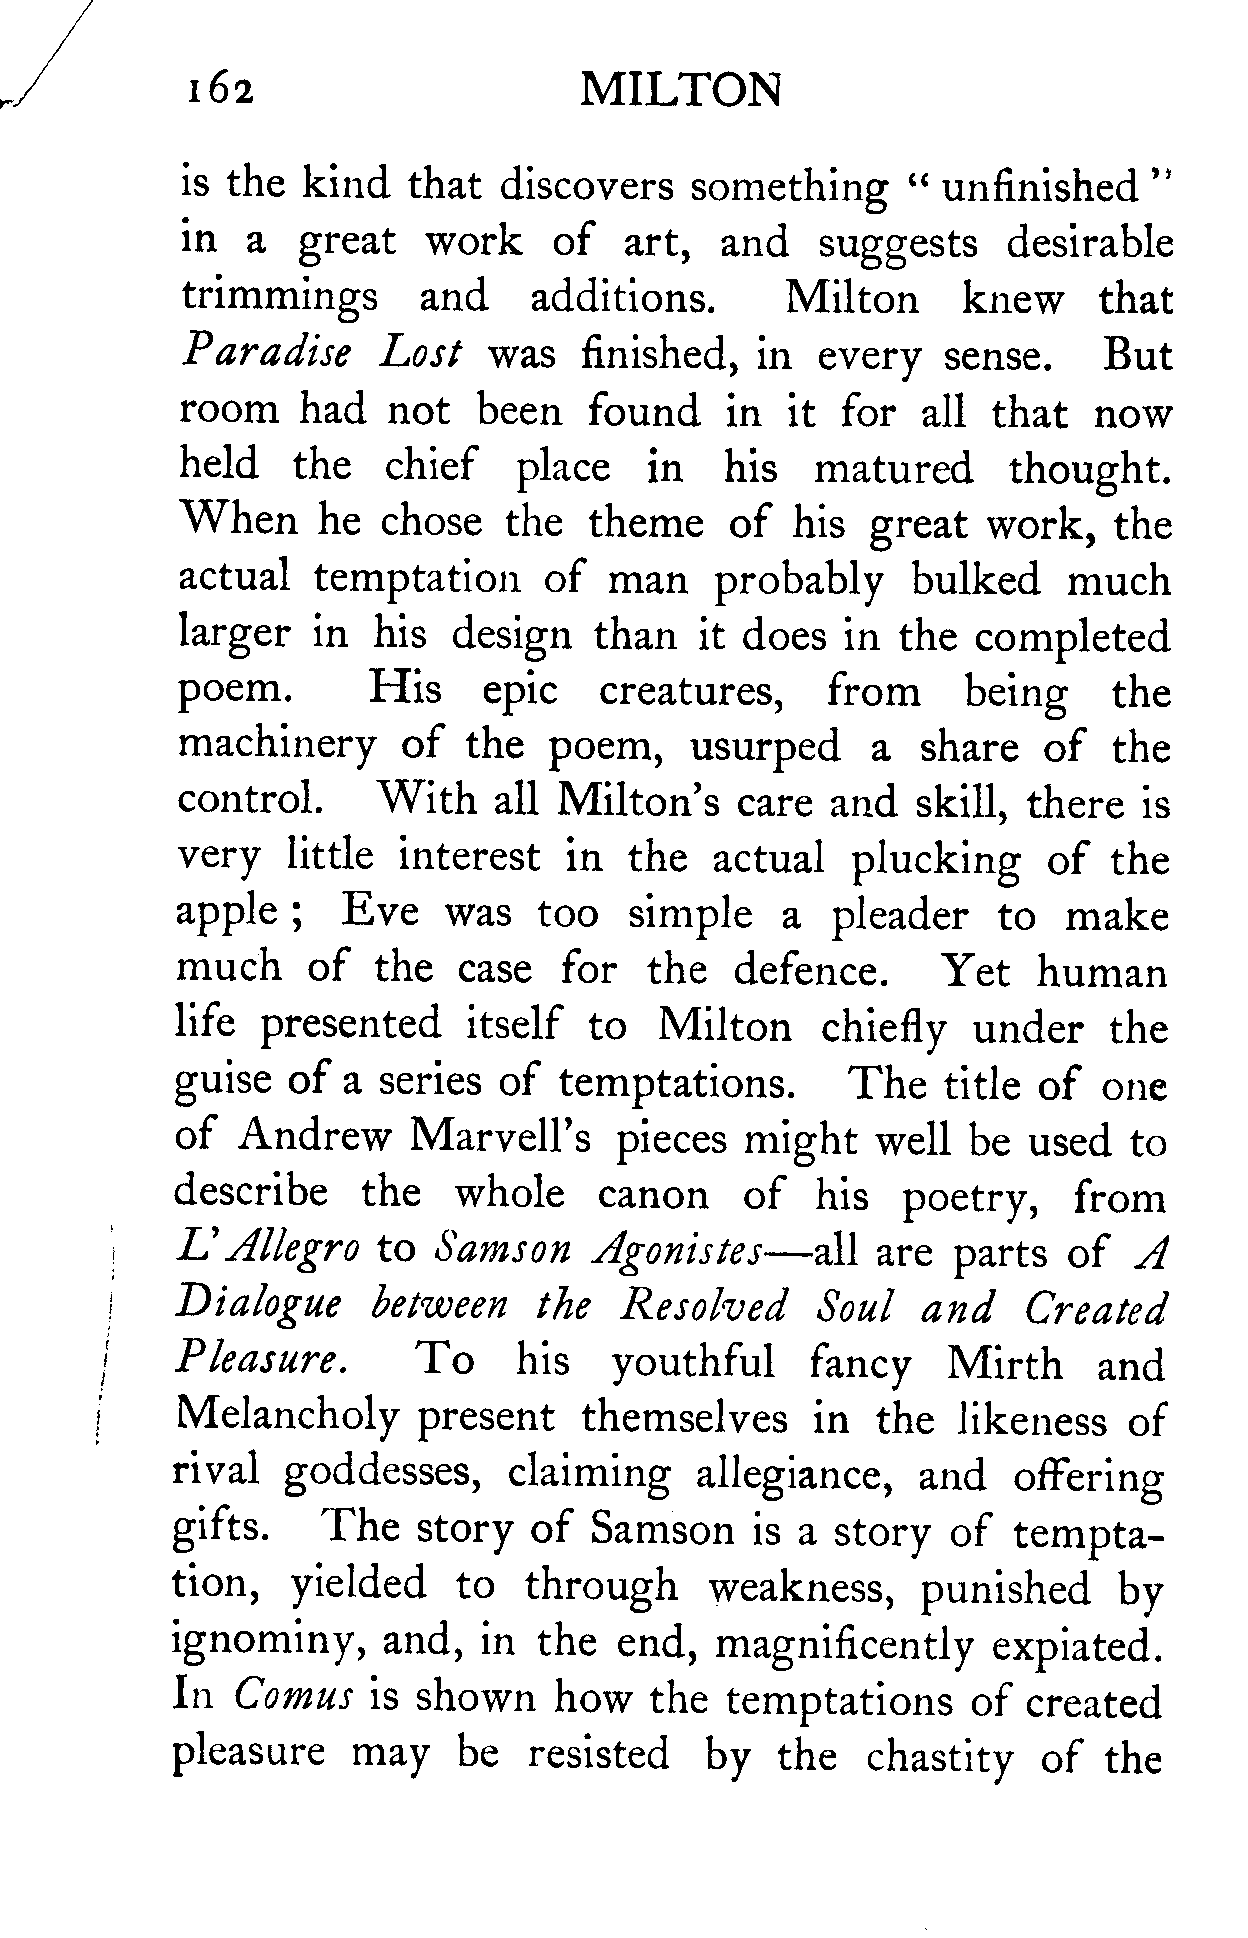 162 MILTON
is the kind that discovers something “ unfinished ”
in a great work of art, and suggests desirable
trimmings and additions. Milton knew that
Paradise Lost was finished, in every sense. But
room had not been found in it for all that now
held the chief place in his matured thought.
When he chose the theme of his great work, the
actual temptation of man probably bulked much
larger in his design than it does in the completed
poem. His epic creatures, from being the
machinery of the poem, usurped a share of the
control. With all Milton’s care and skill, there is
very little interest in the actual plucking of the
apple ; Eve was too simple a pleader to make
much of the case for the defence. Yet human
life presented itself to Milton chiefly under the
guise of a series of temptations. The title of one
of Andrew Marvell’s pieces might well be used to
describe the whole canon of his poetry, from
L’Allegro to Samson Agonistes—all are parts of A
Dialogue between the Resolved Soul and Created
Pleasure. To his youthful fancy Mirth and
Melancholy present themselves in the likeness of
rival goddesses, claiming allegiance, and offering
gifts. The story of Samson is a story of tempta-
tion, yielded to through weakness, punished by
ignominy, and, in the end, magnificently expiated.
In Comus is shown how the temptations of created
pleasure may be resisted by the chastity of the